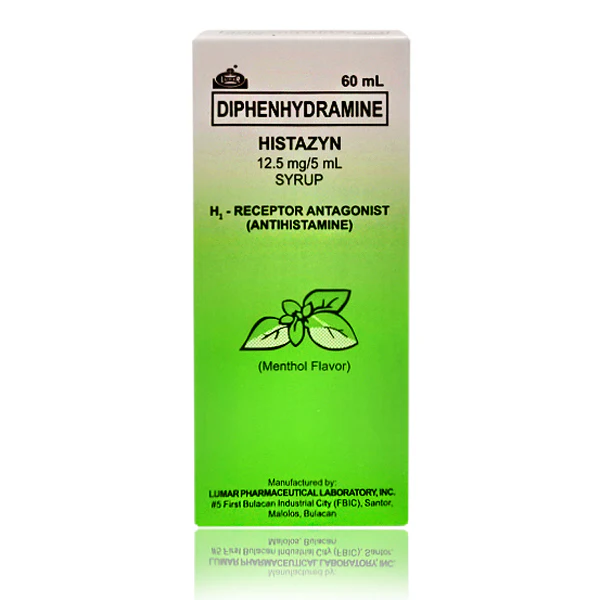 60 mL
DIPHENHYDRAMINE
HISTAZYN
12.5 mg/5 mL
SYRUP
H₁ - RECEPTOR ANTAGONIST
(ANTIHISTAMINE)
(Menthol Flavor)
Manufactured by:
LUMAR PHARMACEUTICAL LABORATORY, INC.
#5 First Bulacan Industrial City (FBIC), Santor,
Malolos, Bulacan